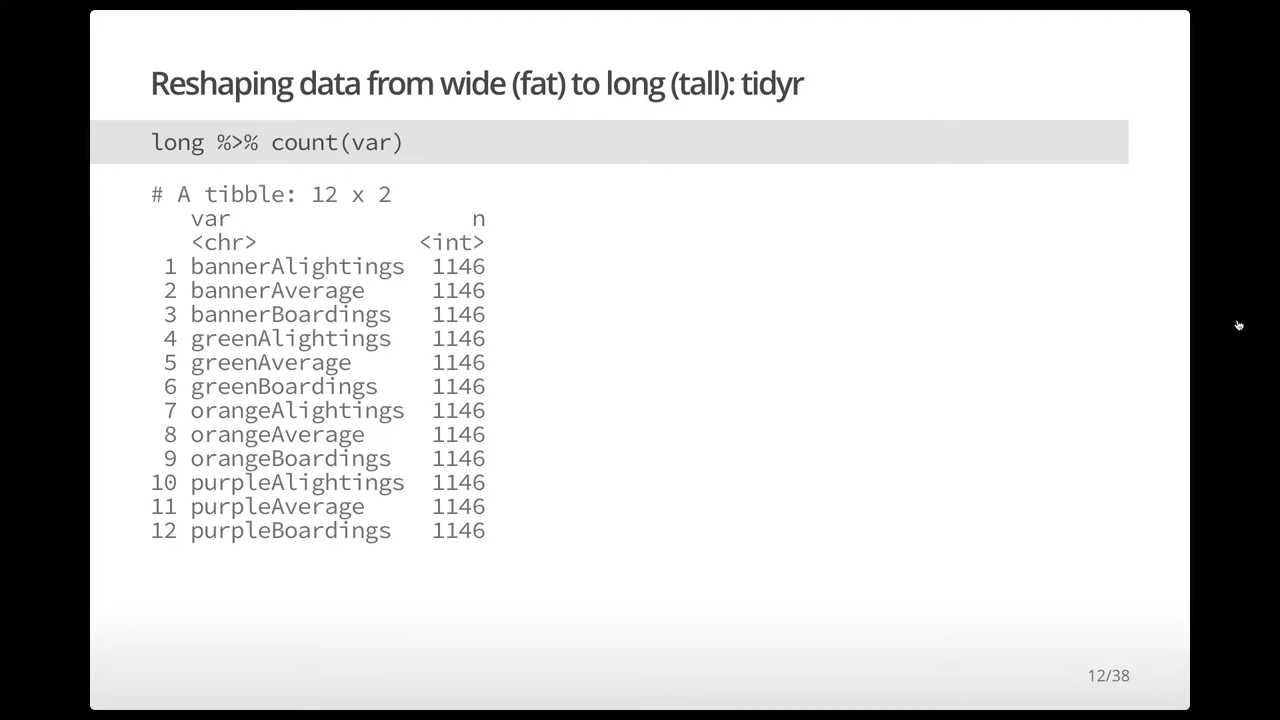 Reshaping data from wide (fat) to long (tall): tidyr
long %>% count(var)
# A tibble: 12 x 2
var n
<chr> <int>
1 bannerAlightings 1146
2 bannerAverage 1146
3 bannerBoardings 1146
4 greenAlightings 1146
5 greenAverage 1146
6 greenBoardings 1146
7 orangeAlightings 1146
8 orangeAverage 1146
9 orangeBoardings 1146
10 purpleAlightings 1146
11 purpleAverage 1146
12 purpleBoardings 1146
12/38